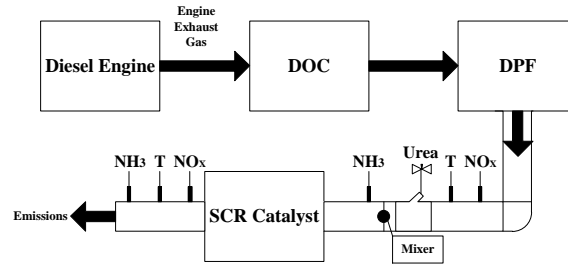 Engine
Exhaust
Gas
Diesel Engine
DOC
DPF
NH3
T
NOx
NH3
Urea
T
NOx
Emissions
SCR Catalyst
Mixer